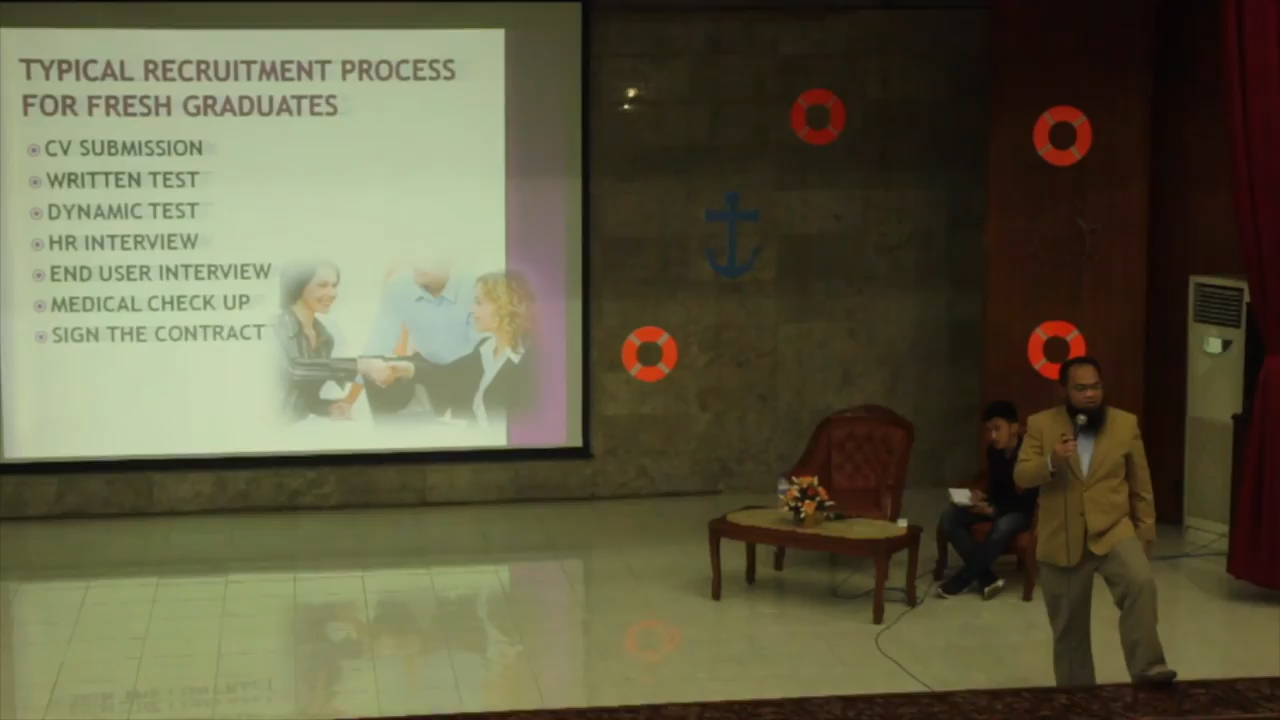 TYPICAL RECRUITMENT PROCESS
FOR FRESH GRADUATES
CV SUBMISSION
WRITTEN TEST
DYNAMIC TEST
HR INTERVIEW
END USER INTERVIEW
MEDICAL CHECK UP
SIGN THE CONTRACT